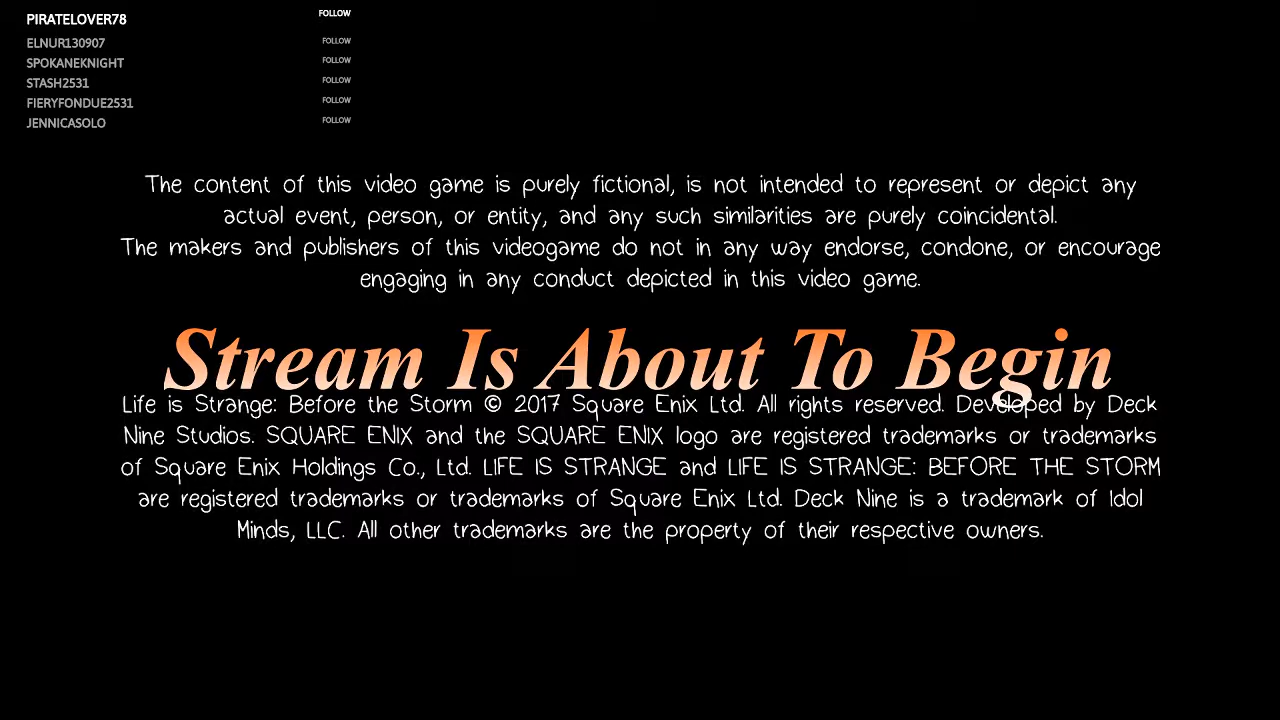 PIRATELOVER78 FOLLOW
ELNUR130907 FOLLOW
SPOKANEKNIGHT FOLLOW
STASH2531 FOLLOW
FIERYFONDUE2531 FOLLOW
JENNICASOLO FOLLOW
The content of this video game is purely fictional, is not intended to represent or depict any
actual event, person, or entity, and any such similarities are purely coincidental.
The makers and publishers of this videogame do not in any way endorse, condone, or encourage
engaging in any conduct depicted in this video game.
Stream Is About To Begin
Life is Strange: Before the Storm © 2017 Square Enix Ltd. All rights reserved. Developed by Deck
Nine Studios. SQUARE ENIX and the SQUARE ENIX logo are registered trademarks or trademarks
of Square Enix Holdings Co., Ltd. LIFE IS STRANGE and LIFE IS STRANGE: BEFORE THE STORM
are registered trademarks or trademarks of Square Enix Ltd. Deck Nine is a trademark of Idol
Minds, LLC. All other trademarks are the property of their respective owners.